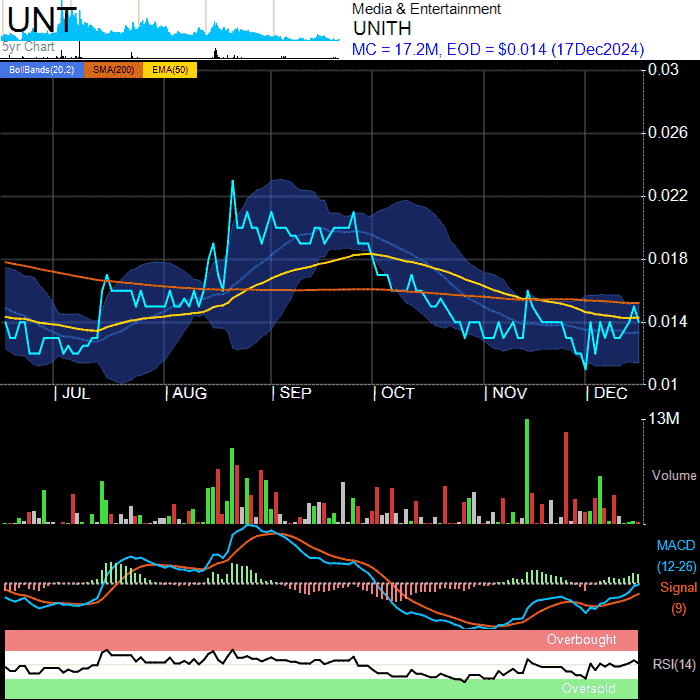 UNT
5yr Chart
Media & Entertainment
UNITH
MC = 17.2M, EOD = $0.014 (17Dec2024)
BollBands(20,2) SMA(200) EMA(50)
0.03
0.026
0.022
0.018
0.014
0.01
| JUL | AUG | SEP | OCT | NOV | DEC
13M
Volume
MACD
(12-26)
Signal
(9)
Overbought
RSI(14)
Oversold